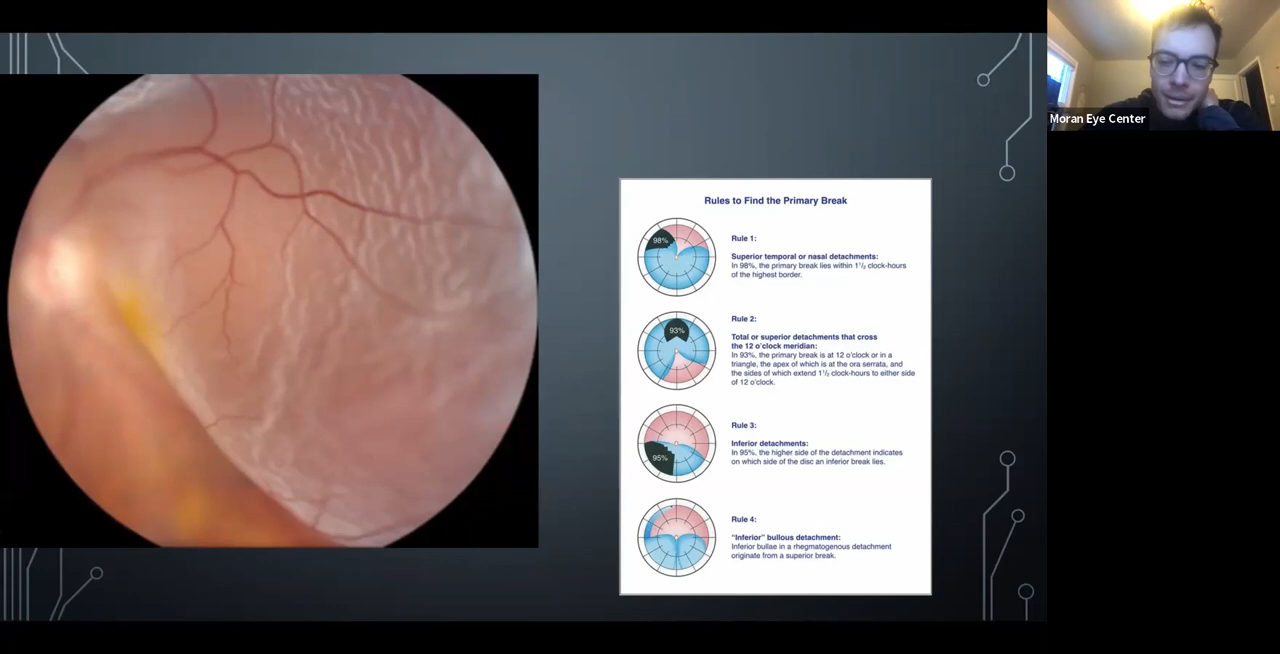 Moran Eye Center
Rules to Find the Primary Break
98%
Rule 1:
Superior temporal or nasal detachments:
In 98%, the primary break lies within 1 1/2 clock-hours
of the highest border.
93%
Rule 2:
Total or superior detachments that cross
the 12 o'clock meridian:
In 93%, the primary break is at 12 o'clock or in a
triangle, the apex of which is at the ora serrata, and
the sides of which extend 1 1/2 clock-hours to either side
of 12 o'clock.
95%
Rule 3:
Inferior detachments:
In 95%, the higher side of the detachment indicates
on which side of the disc an inferior break lies.
Rule 4:
"Inferior" bullous detachment:
Inferior bullae in a rhegmatogenous detachment
originate from a superior break.